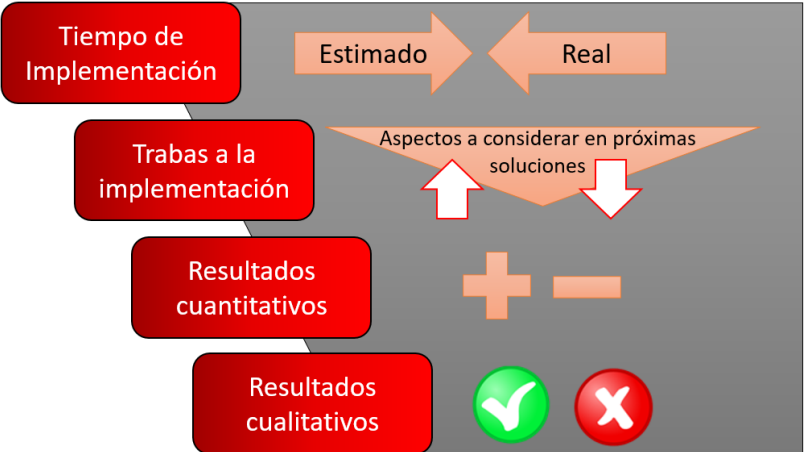 Tiempo de
Implementación
Estimado
Real
Trabas a la
implementación
Aspectos a considerar en próximas
soluciones
Resultados
cuantitativos
Resultados
cualitativos